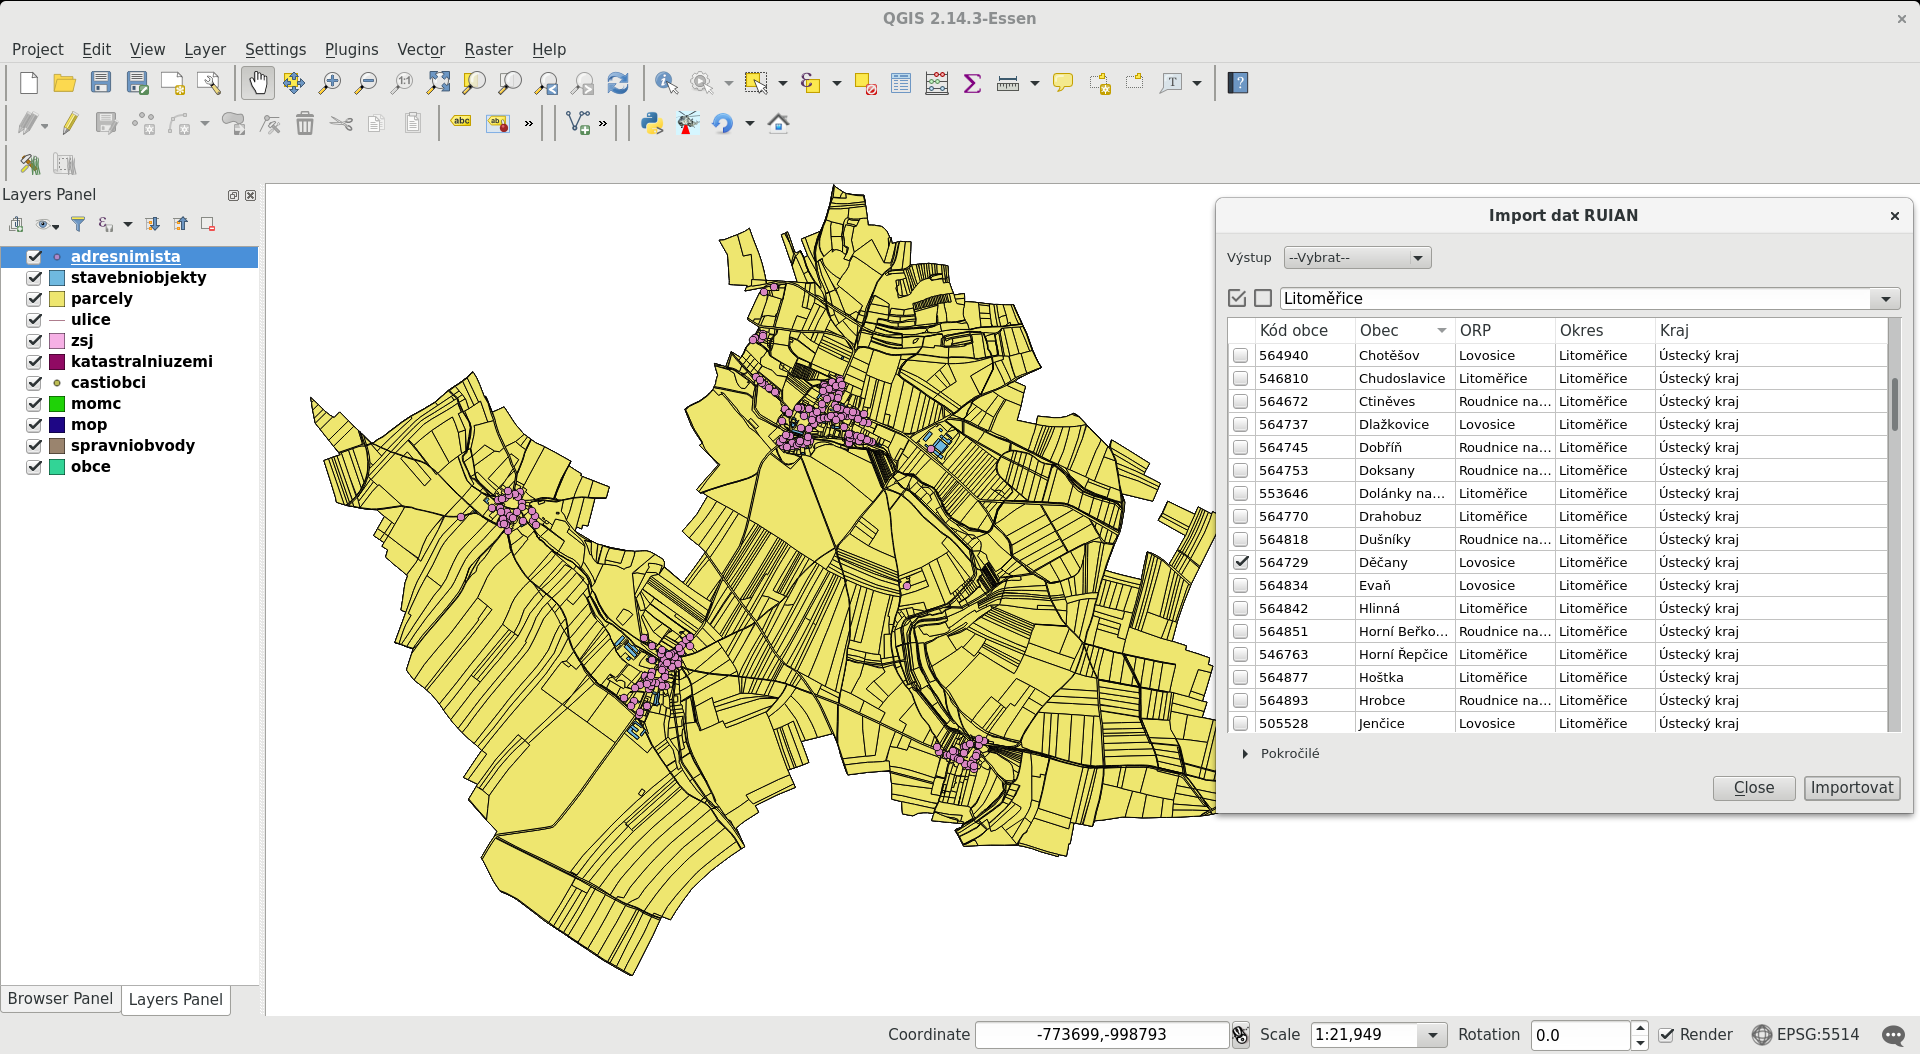 QGIS 2.14.3-Essen
Project Edit View Layer Settings Plugins Vector Raster Help
1:1
T
?
abc
ab
Layers Panel
adresnimista
stavebniobjekty
parcely
ulice
zsj
katastralniuzemi
castiobci
momc
mop
spravniobvody
obce
Browser Panel
Layers Panel
Import dat RUIAN
Výstup --Vybrat--
Litoměřice
Kód obce Obec ORP Okres Kraj
564940 Chotěšov Lovosice Litoměřice Ústecký kraj
546810 Chudoslavice Litoměřice Litoměřice Ústecký kraj
564672 Ctiněves Roudnice na... Litoměřice Ústecký kraj
564737 Dlažkovice Lovosice Litoměřice Ústecký kraj
564745 Dobříň Roudnice na... Litoměřice Ústecký kraj
564753 Doksany Roudnice na... Litoměřice Ústecký kraj
553646 Dolánky na... Litoměřice Litoměřice Ústecký kraj
564770 Drahobuz Litoměřice Litoměřice Ústecký kraj
564818 Dušníky Roudnice na... Litoměřice Ústecký kraj
564729 Děčany Lovosice Litoměřice Ústecký kraj
564834 Evaň Lovosice Litoměřice Ústecký kraj
564842 Hlinná Litoměřice Litoměřice Ústecký kraj
564851 Horní Beřko... Roudnice na... Litoměřice Ústecký kraj
546763 Horní Řepčice Litoměřice Litoměřice Ústecký kraj
564877 Hoštka Litoměřice Litoměřice Ústecký kraj
564893 Hrobce Roudnice na... Litoměřice Ústecký kraj
505528 Jenčice Lovosice Litoměřice Ústecký kraj
Pokročilé
Close Importovat
Coordinate -773699,-998793 Scale 1:21,949 Rotation 0.0 Render EPSG:5514